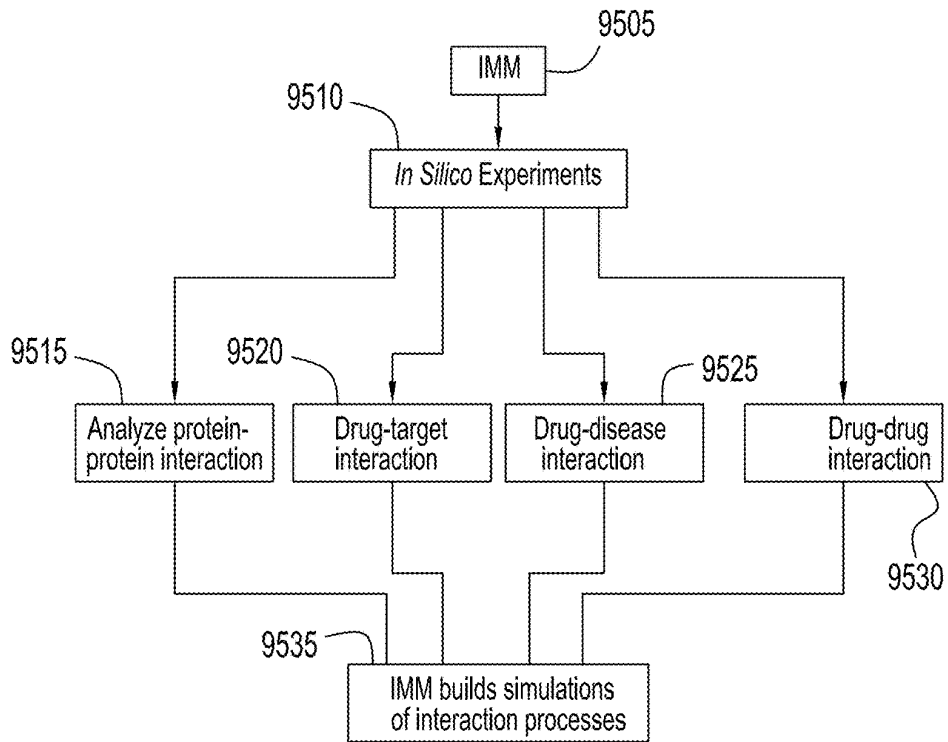 9505
IMM
9510
In Silico Experiments
9515
9520
9525
Analyze protein-
protein interaction
Drug-target
interaction
Drug-disease
interaction
Drug-drug
interaction
9530
9535
IMM builds simulations
of interaction processes